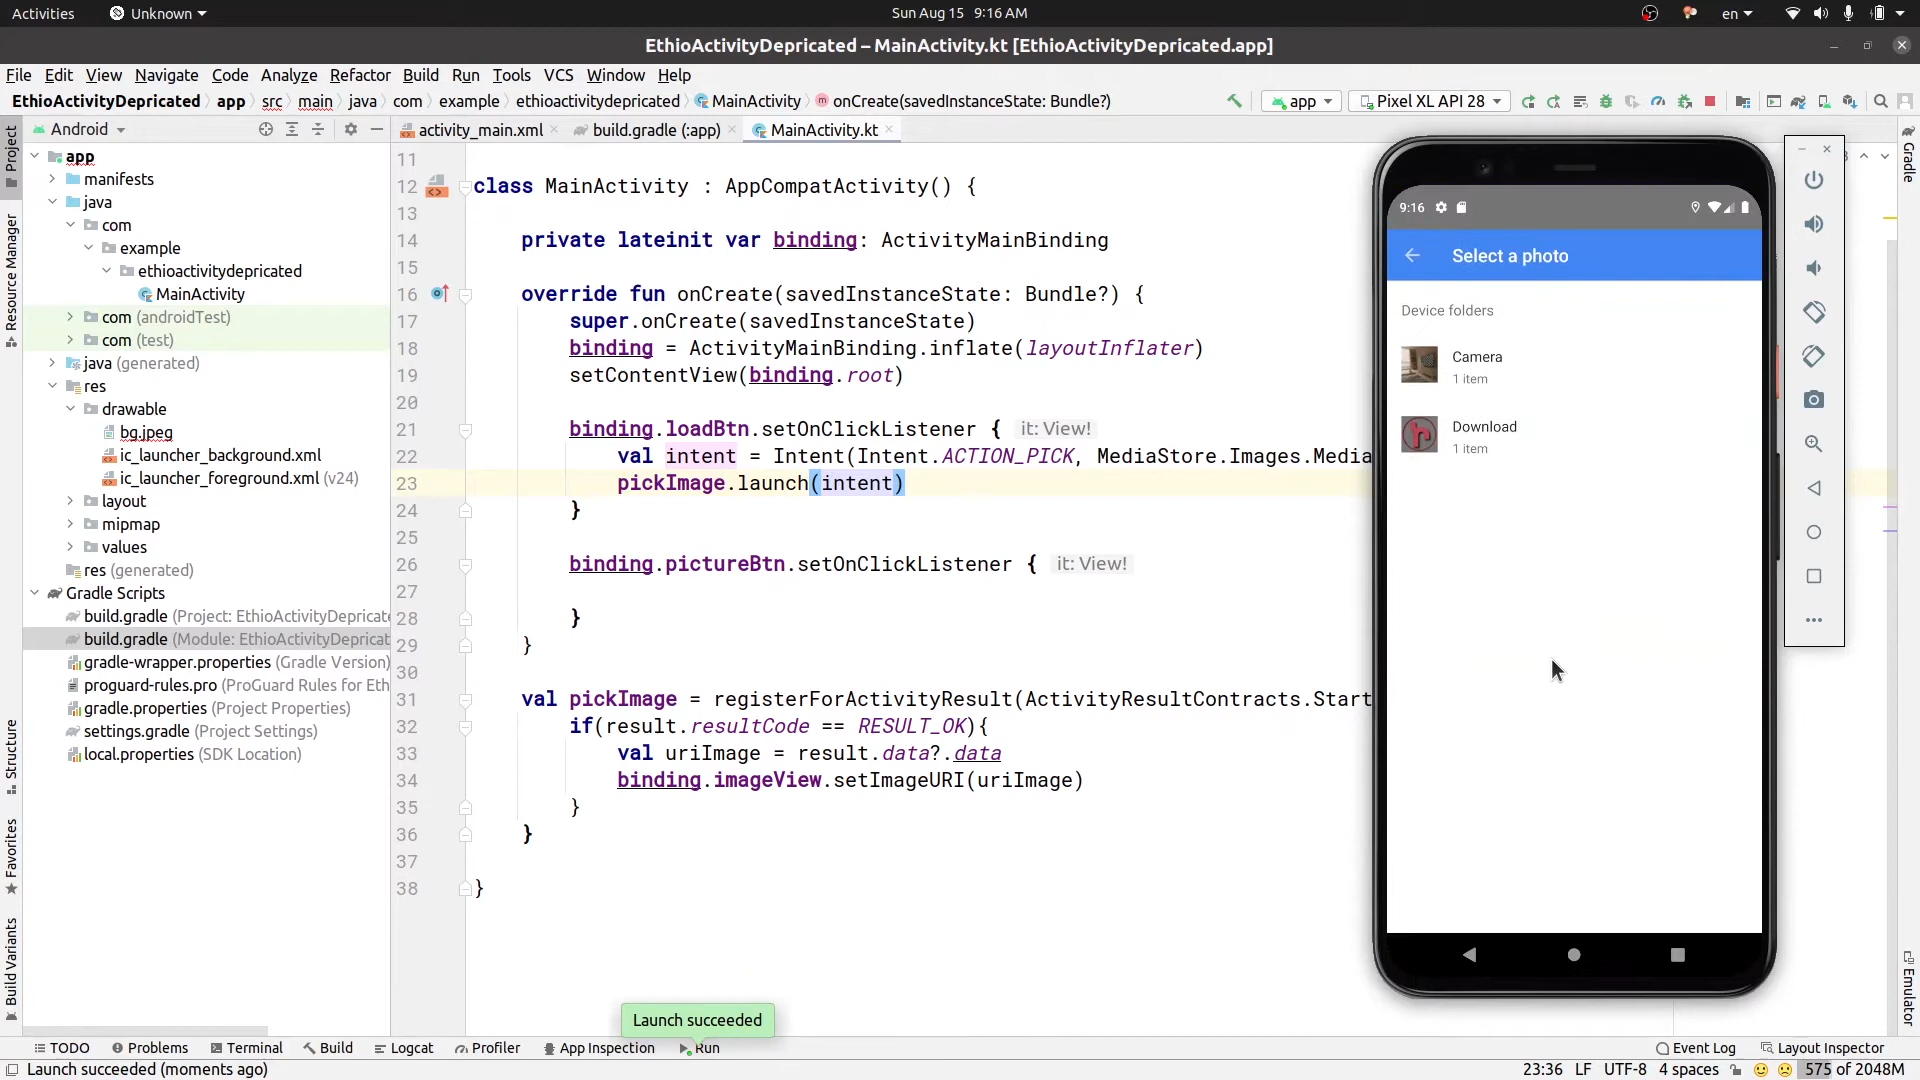 Activities
Unknown
Sun Aug 15 9:16 AM
en
EthioActivityDepricated – MainActivity.kt [EthioActivityDepricated.app]
File Edit View Navigate Code Analyze Refactor Build Run Tools VCS Window Help
EthioActivityDepricated app src main java com example ethioactivitydepricated MainActivity onCreate(savedInstanceState: Bundle?)
app
Pixel XL API 28
Android
activity_main.xml
build.gradle (:app)
MainActivity.kt
Project
Resource Manager
Structure
Favorites
Build Variants
Gradle
Emulator
app
manifests
java
com
example
ethioactivitydepricated
MainActivity
com (androidTest)
com (test)
java (generated)
res
drawable
bg.jpeg
ic_launcher_background.xml
ic_launcher_foreground.xml (v24)
layout
mipmap
values
res (generated)
Gradle Scripts
build.gradle (Project: EthioActivityDepricate
build.gradle (Module: EthioActivityDepricat
gradle-wrapper.properties (Gradle Version)
proguard-rules.pro (ProGuard Rules for Eth
gradle.properties (Project Properties)
settings.gradle (Project Settings)
local.properties (SDK Location)
11
12 class MainActivity : AppCompatActivity() {
13
14 private lateinit var binding: ActivityMainBinding
15
16 override fun onCreate(savedInstanceState: Bundle?) {
17 super.onCreate(savedInstanceState)
18 binding = ActivityMainBinding.inflate(layoutInflater)
19 setContentView(binding.root)
20
21 binding.loadBtn.setOnClickListener { it: View!
22 val intent = Intent(Intent.ACTION_PICK, MediaStore.Images.Media
23 pickImage.launch(intent)
24 }
25
26 binding.pictureBtn.setOnClickListener { it: View!
27
28 }
29 }
30
31 val pickImage = registerForActivityResult(ActivityResultContracts.Start
32 if(result.resultCode == RESULT_OK){
33 val uriImage = result.data?.data
34 binding.imageView.setImageURI(uriImage)
35 }
36 }
37
38 }
9:16
Select a photo
Device folders
Camera
1 item
Download
1 item
Launch succeeded
TODO Problems Terminal Build Logcat Profiler App Inspection Run Event Log Layout Inspector
Launch succeeded (moments ago)
23:36 LF UTF-8 4 spaces 575 of 2048M